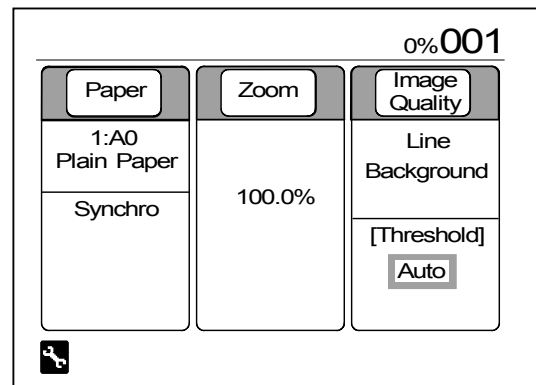 0%001
Paper
1:A0
Plain Paper
Synchro
Zoom
100.0%
Image
Quality
Line
Background
[Threshold]
Auto